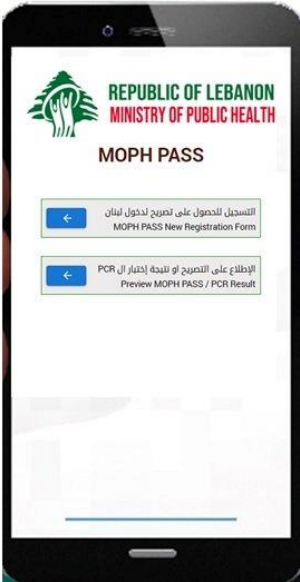 REPUBLIC OF LEBANON
MINISTRY OF PUBLIC HEALTH
MOPH PASS
التسجيل للحصول على تصريح لدخول لبنان
MOPH PASS New Registration Form
الإطلاع على التصريح او نتيجة إختبار ال PCR
Preview MOPH PASS / PCR Result